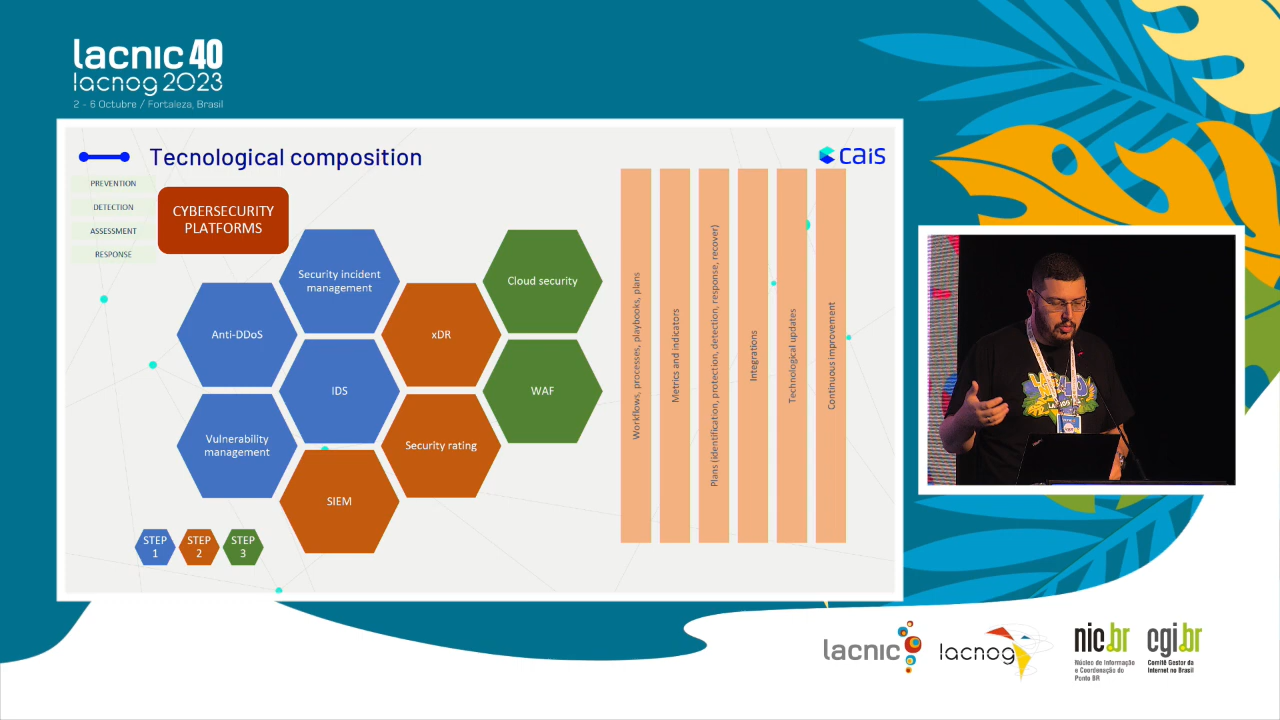 lacnic 40
lacnog 2023
2 - 6 Octubre / Fortaleza, Brasil
Tecnological composition
cais
PREVENTION
DETECTION
ASSESSMENT
RESPONSE
CYBERSECURITY
PLATFORMS
Security incident
management
Cloud security
Anti-DDoS
xDR
IDS
WAF
Vulnerability
management
Security rating
SIEM
STEP
1
STEP
2
STEP
3
Workflows, processes, playbooks, plans
Metrics and indicators
Plans (identification, protection, detection, response, recover)
Integrations
Technological updates
Continuous improvement
lacnic
lacnog
nic.br
Núcleo de Informação
e Coordenação do
Ponto BR
cgi.br
Comitê Gestor da
Internet no Brasil